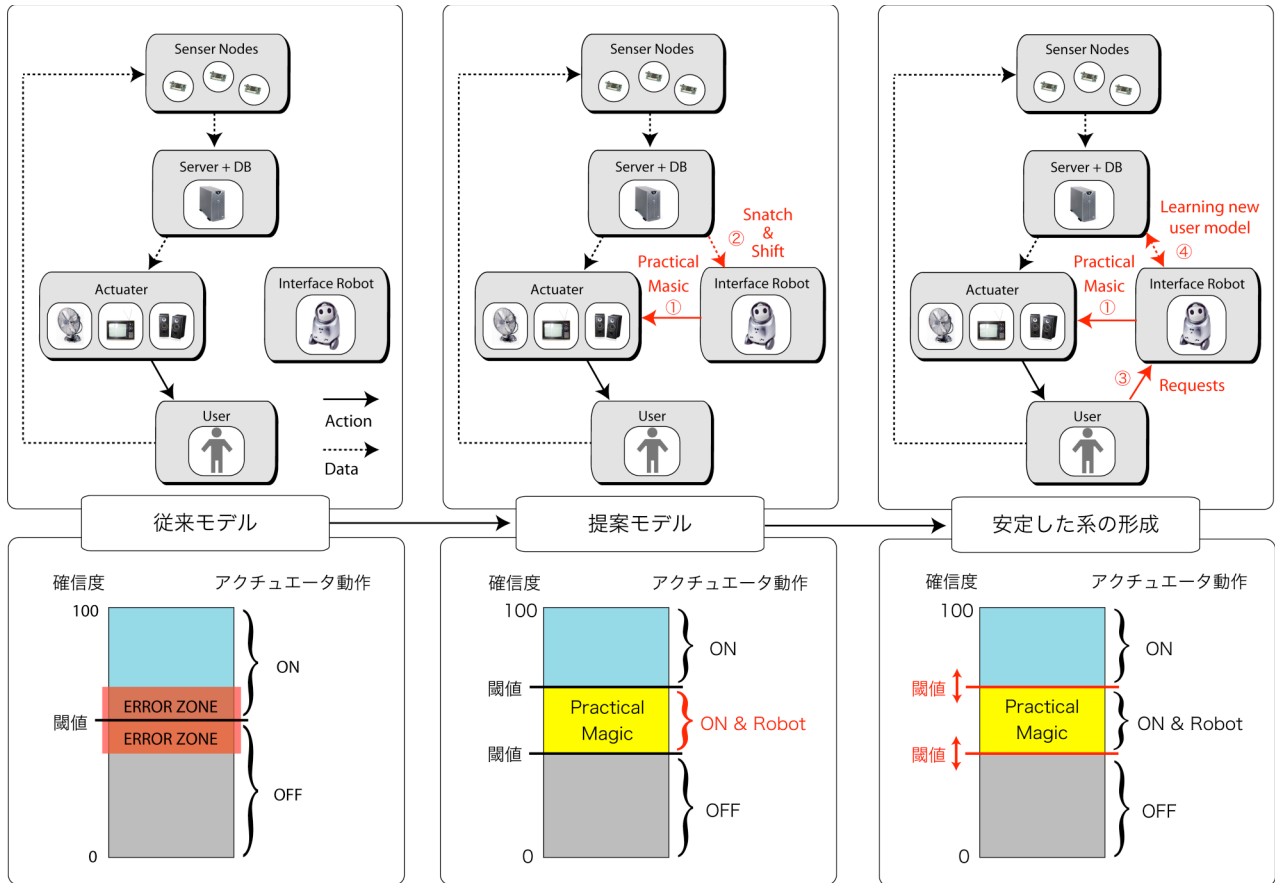 Senser Nodes
Server + DB
Actuater
Interface Robot
User
Action
Data
Senser Nodes
Server + DB
②
Snatch
&
Shift
Practical
Masic
①
Actuater
Interface Robot
User
Senser Nodes
Server + DB
Learning new
user model
④
Practical
Masic
①
Actuater
Interface Robot
③
Requests
User
従来モデル
提案モデル
安定した系の形成
確信度
アクチュエータ動作
100
ON
ERROR ZONE
閾値
ERROR ZONE
OFF
0
確信度
アクチュエータ動作
100
ON
閾値
Practical
Magic
ON & Robot
閾値
OFF
0
確信度
アクチュエータ動作
100
ON
閾値
Practical
Magic
ON & Robot
閾値
OFF
0